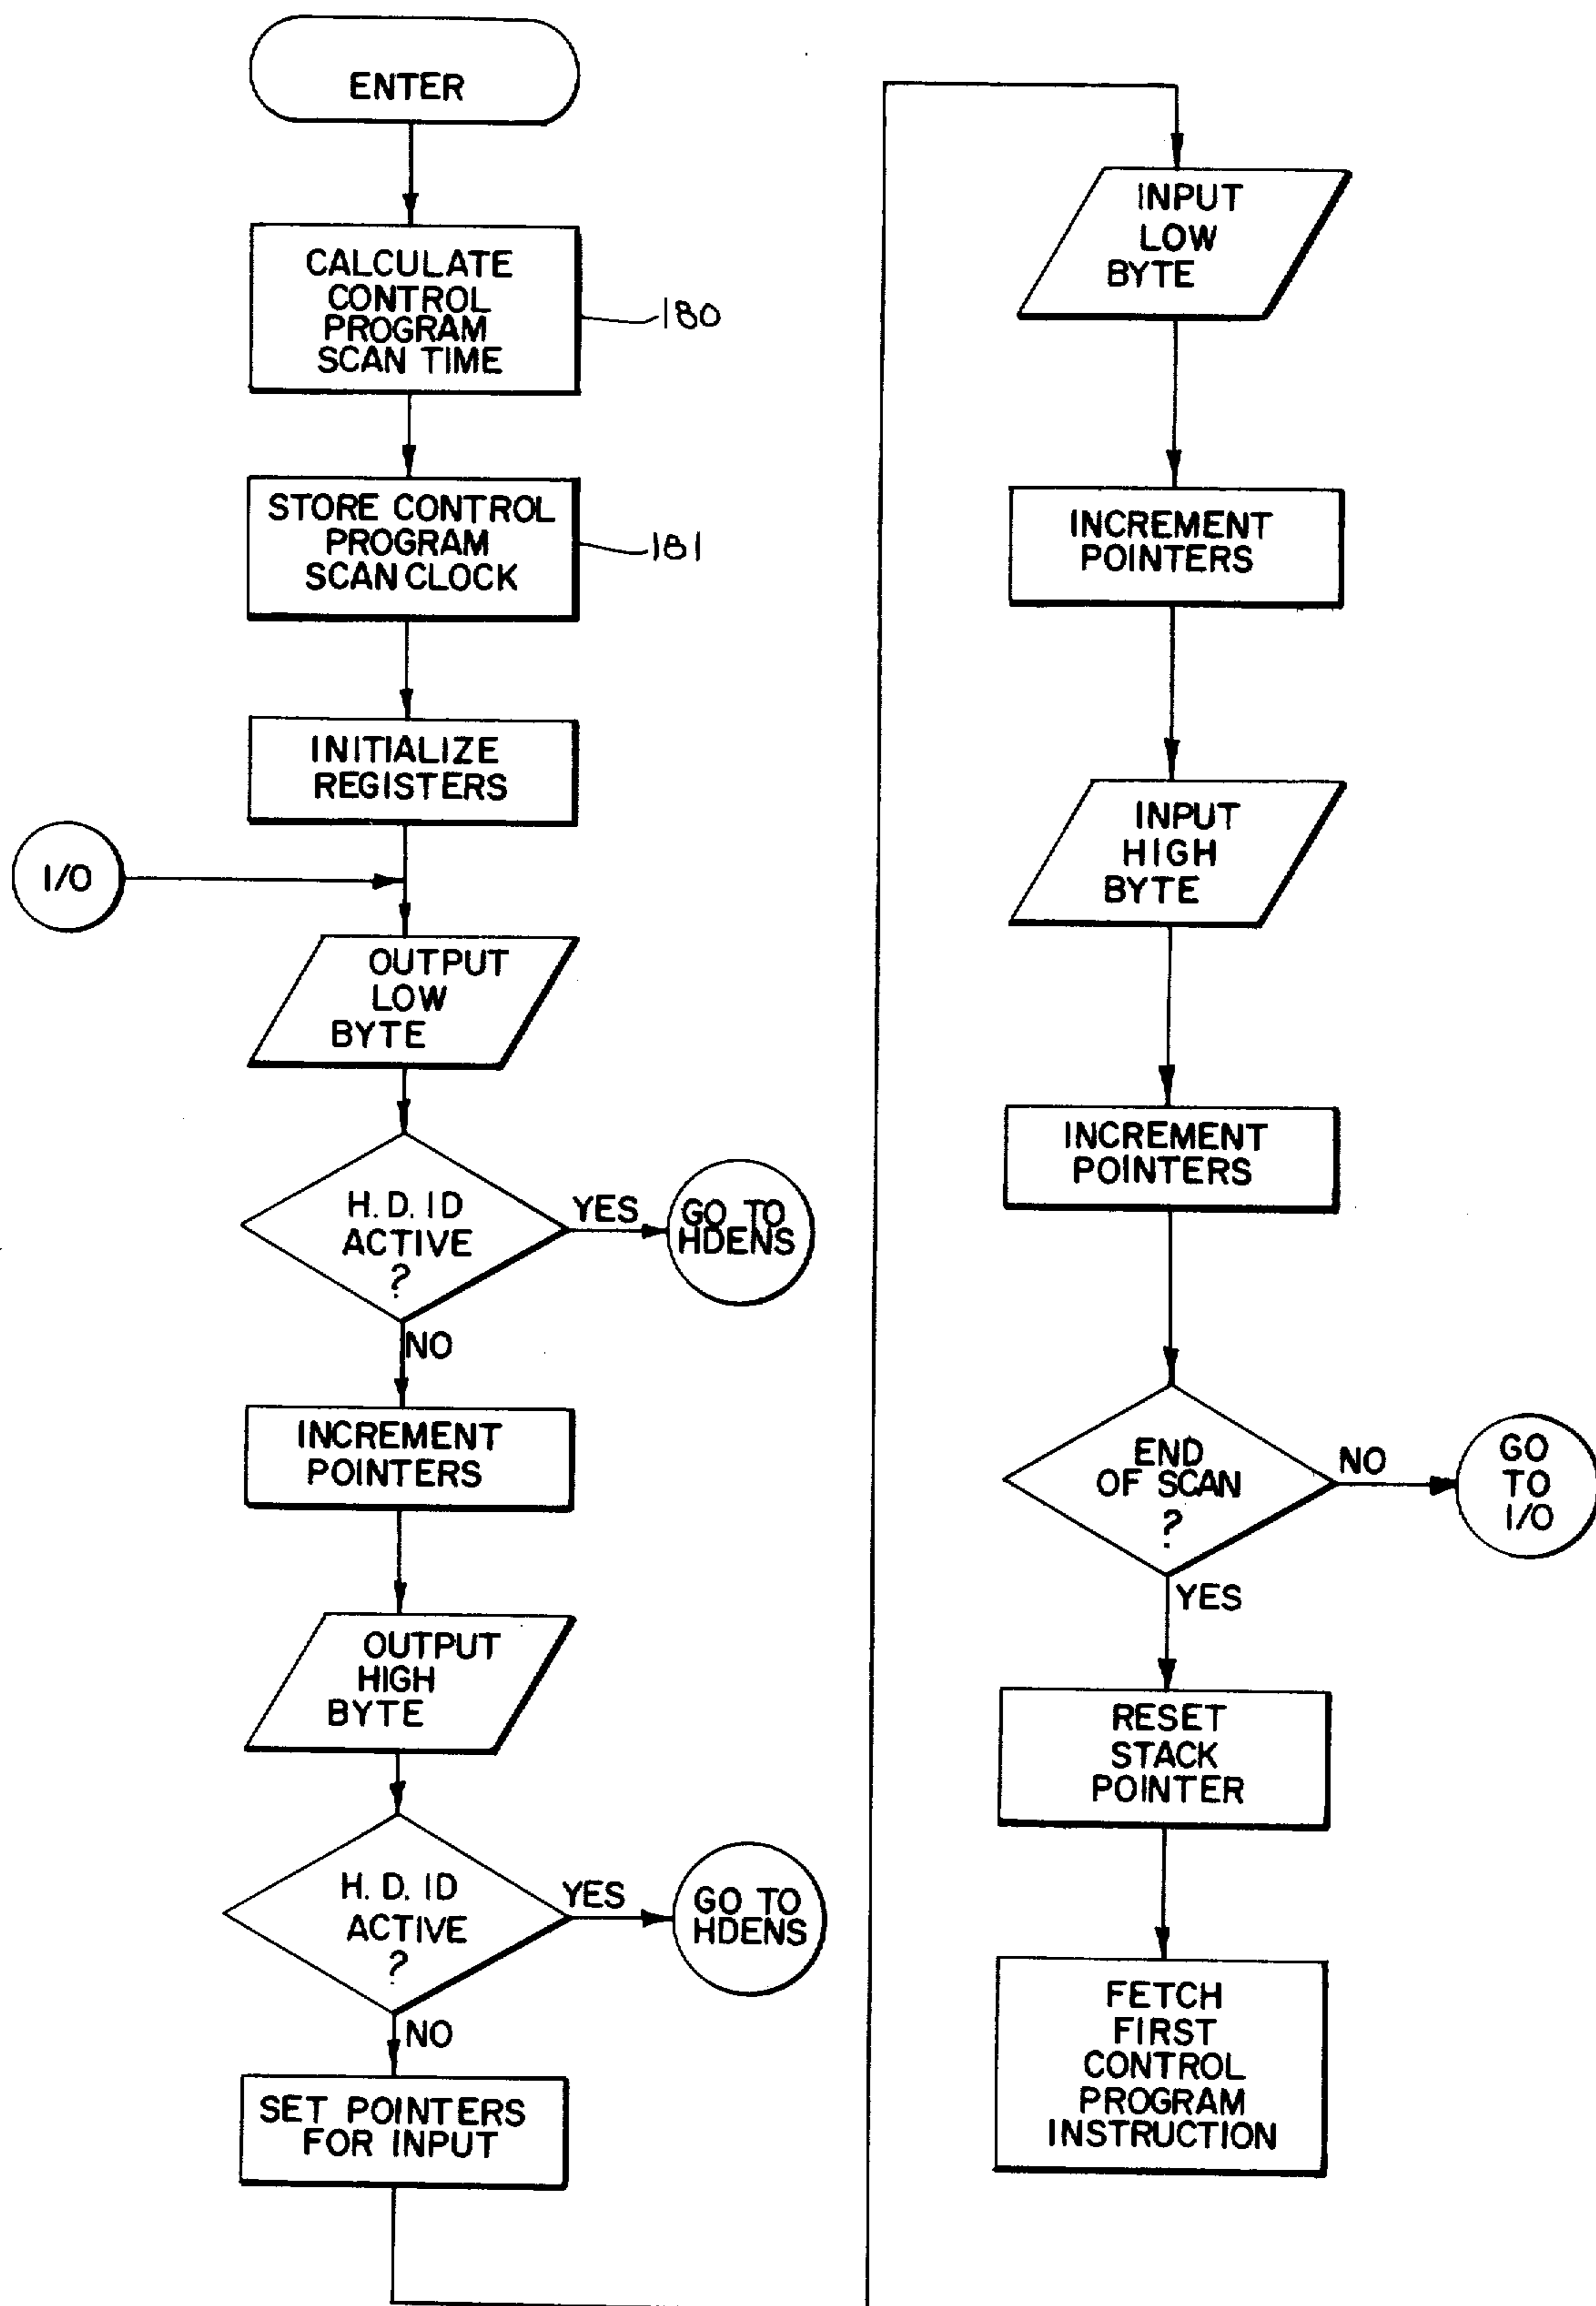 ENTER
CALCULATE
CONTROL
PROGRAM
SCAN TIME
180
STORE CONTROL
PROGRAM
SCAN CLOCK
181
INITIALIZE
REGISTERS
I/O
OUTPUT
LOW
BYTE
H. D. ID
ACTIVE
?
YES
GO TO
HDENS
NO
INCREMENT
POINTERS
OUTPUT
HIGH
BYTE
H. D. ID
ACTIVE
?
YES
GO TO
HDENS
NO
SET POINTERS
FOR INPUT
INPUT
LOW
BYTE
INCREMENT
POINTERS
INPUT
HIGH
BYTE
INCREMENT
POINTERS
END
OF SCAN
?
NO
GO
TO
I/O
YES
RESET
STACK
POINTER
FETCH
FIRST
CONTROL
PROGRAM
INSTRUCTION